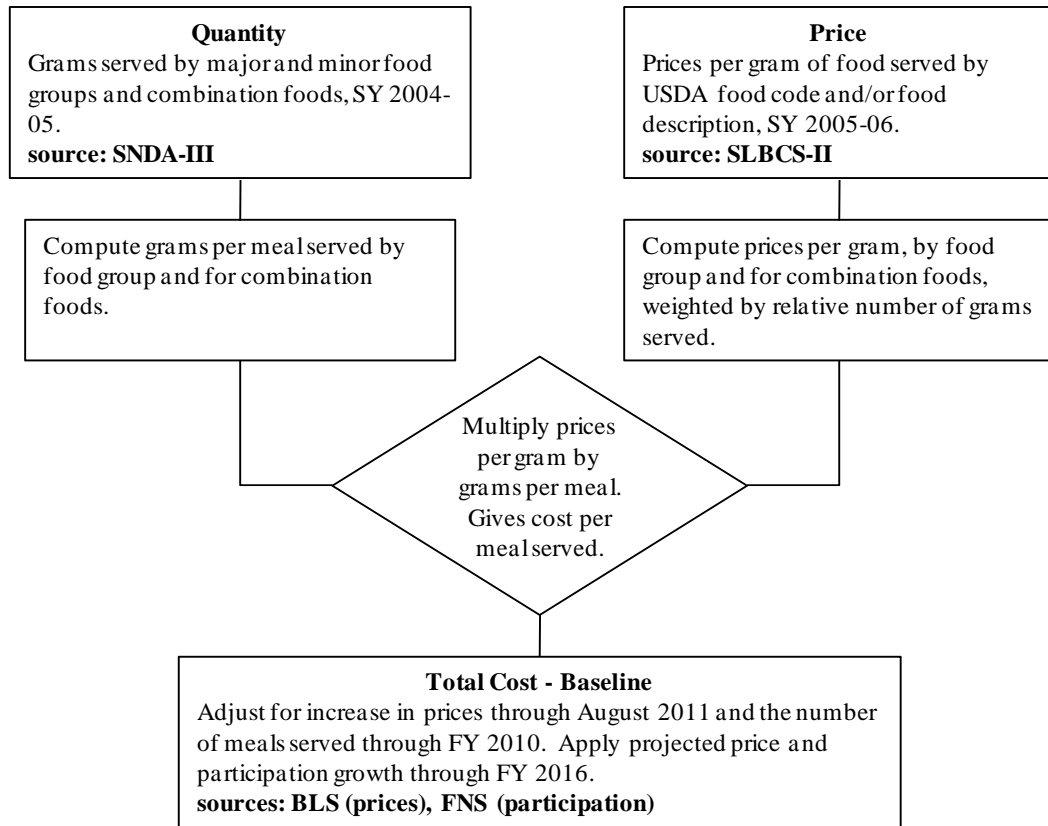 Quantity
Grams served by major and minor food
groups and combination foods, SY 2004-
05.
source: SNDA-III
Price
Prices per gram of food served by
USDA food code and/or food
description, SY 2005-06.
source: SLBCS-II
Compute grams per meal served by
food group and for combination
foods.
Compute prices per gram, by food
group and for combination foods,
weighted by relative number of grams
served.
Multiply prices
per gram by
grams per meal.
Gives cost per
meal served.
Total Cost - Baseline
Adjust for increase in prices through August 2011 and the number
of meals served through FY 2010.  Apply projected price and
participation growth through FY 2016.
sources: BLS (prices), FNS (participation)